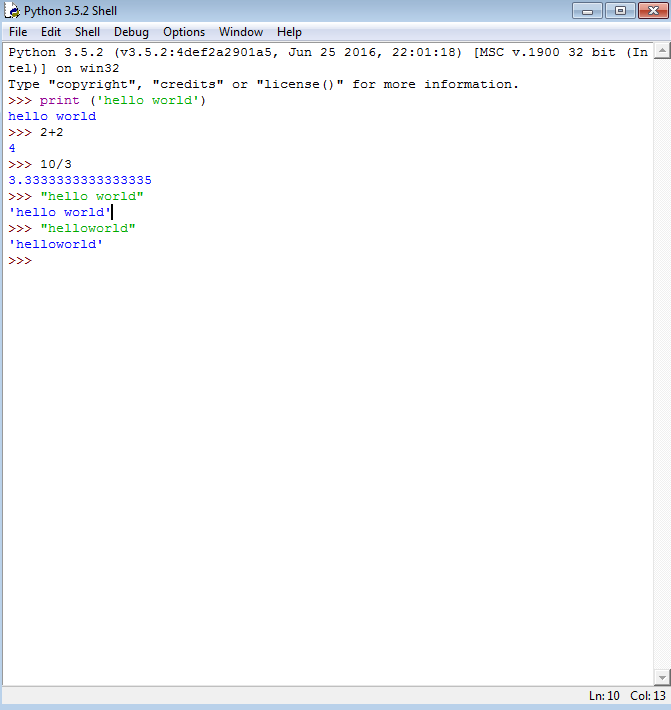 Python 3.5.2 Shell
File Edit Shell Debug Options Window Help
Python 3.5.2 (v3.5.2:4def2a2901a5, Jun 25 2016, 22:01:18) [MSC v.1900 32 bit (In
tel)] on win32
Type "copyright", "credits" or "license()" for more information.
>>> print ('hello world')
hello world
>>> 2+2
4
>>> 10/3
3.3333333333333335
>>> "hello world"
'hello world'
>>> "helloworld"
'helloworld'
>>>
Ln: 10 Col: 13